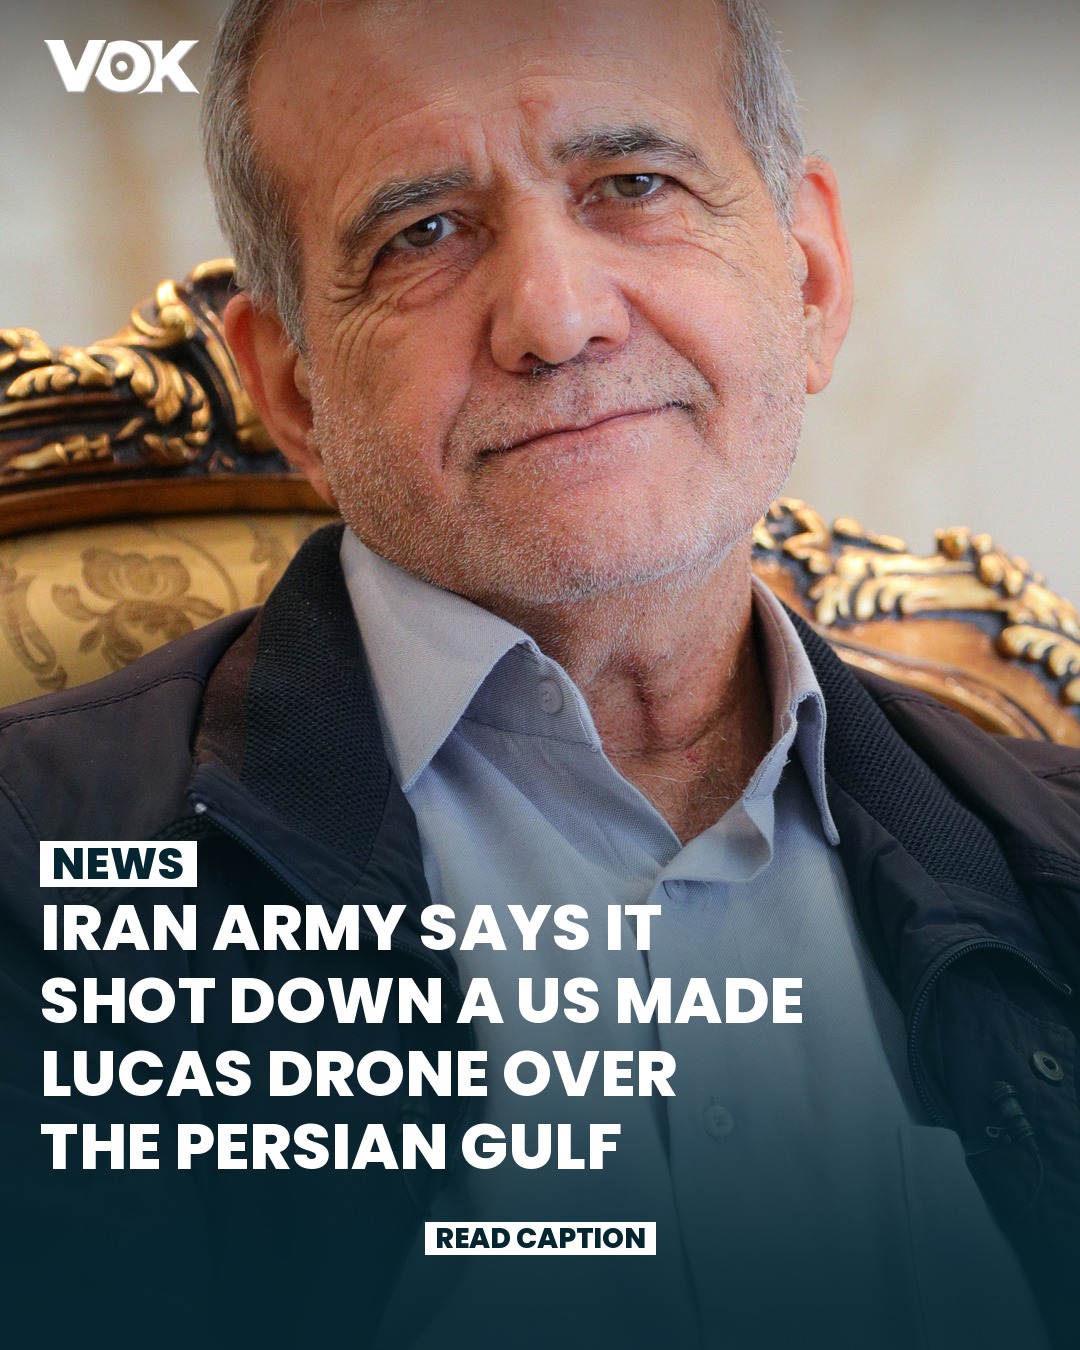 VOK
NEWS
IRAN ARMY SAYS IT
SHOT DOWN A US MADE
LUCAS DRONE OVER
THE PERSIAN GULF
READ CAPTION